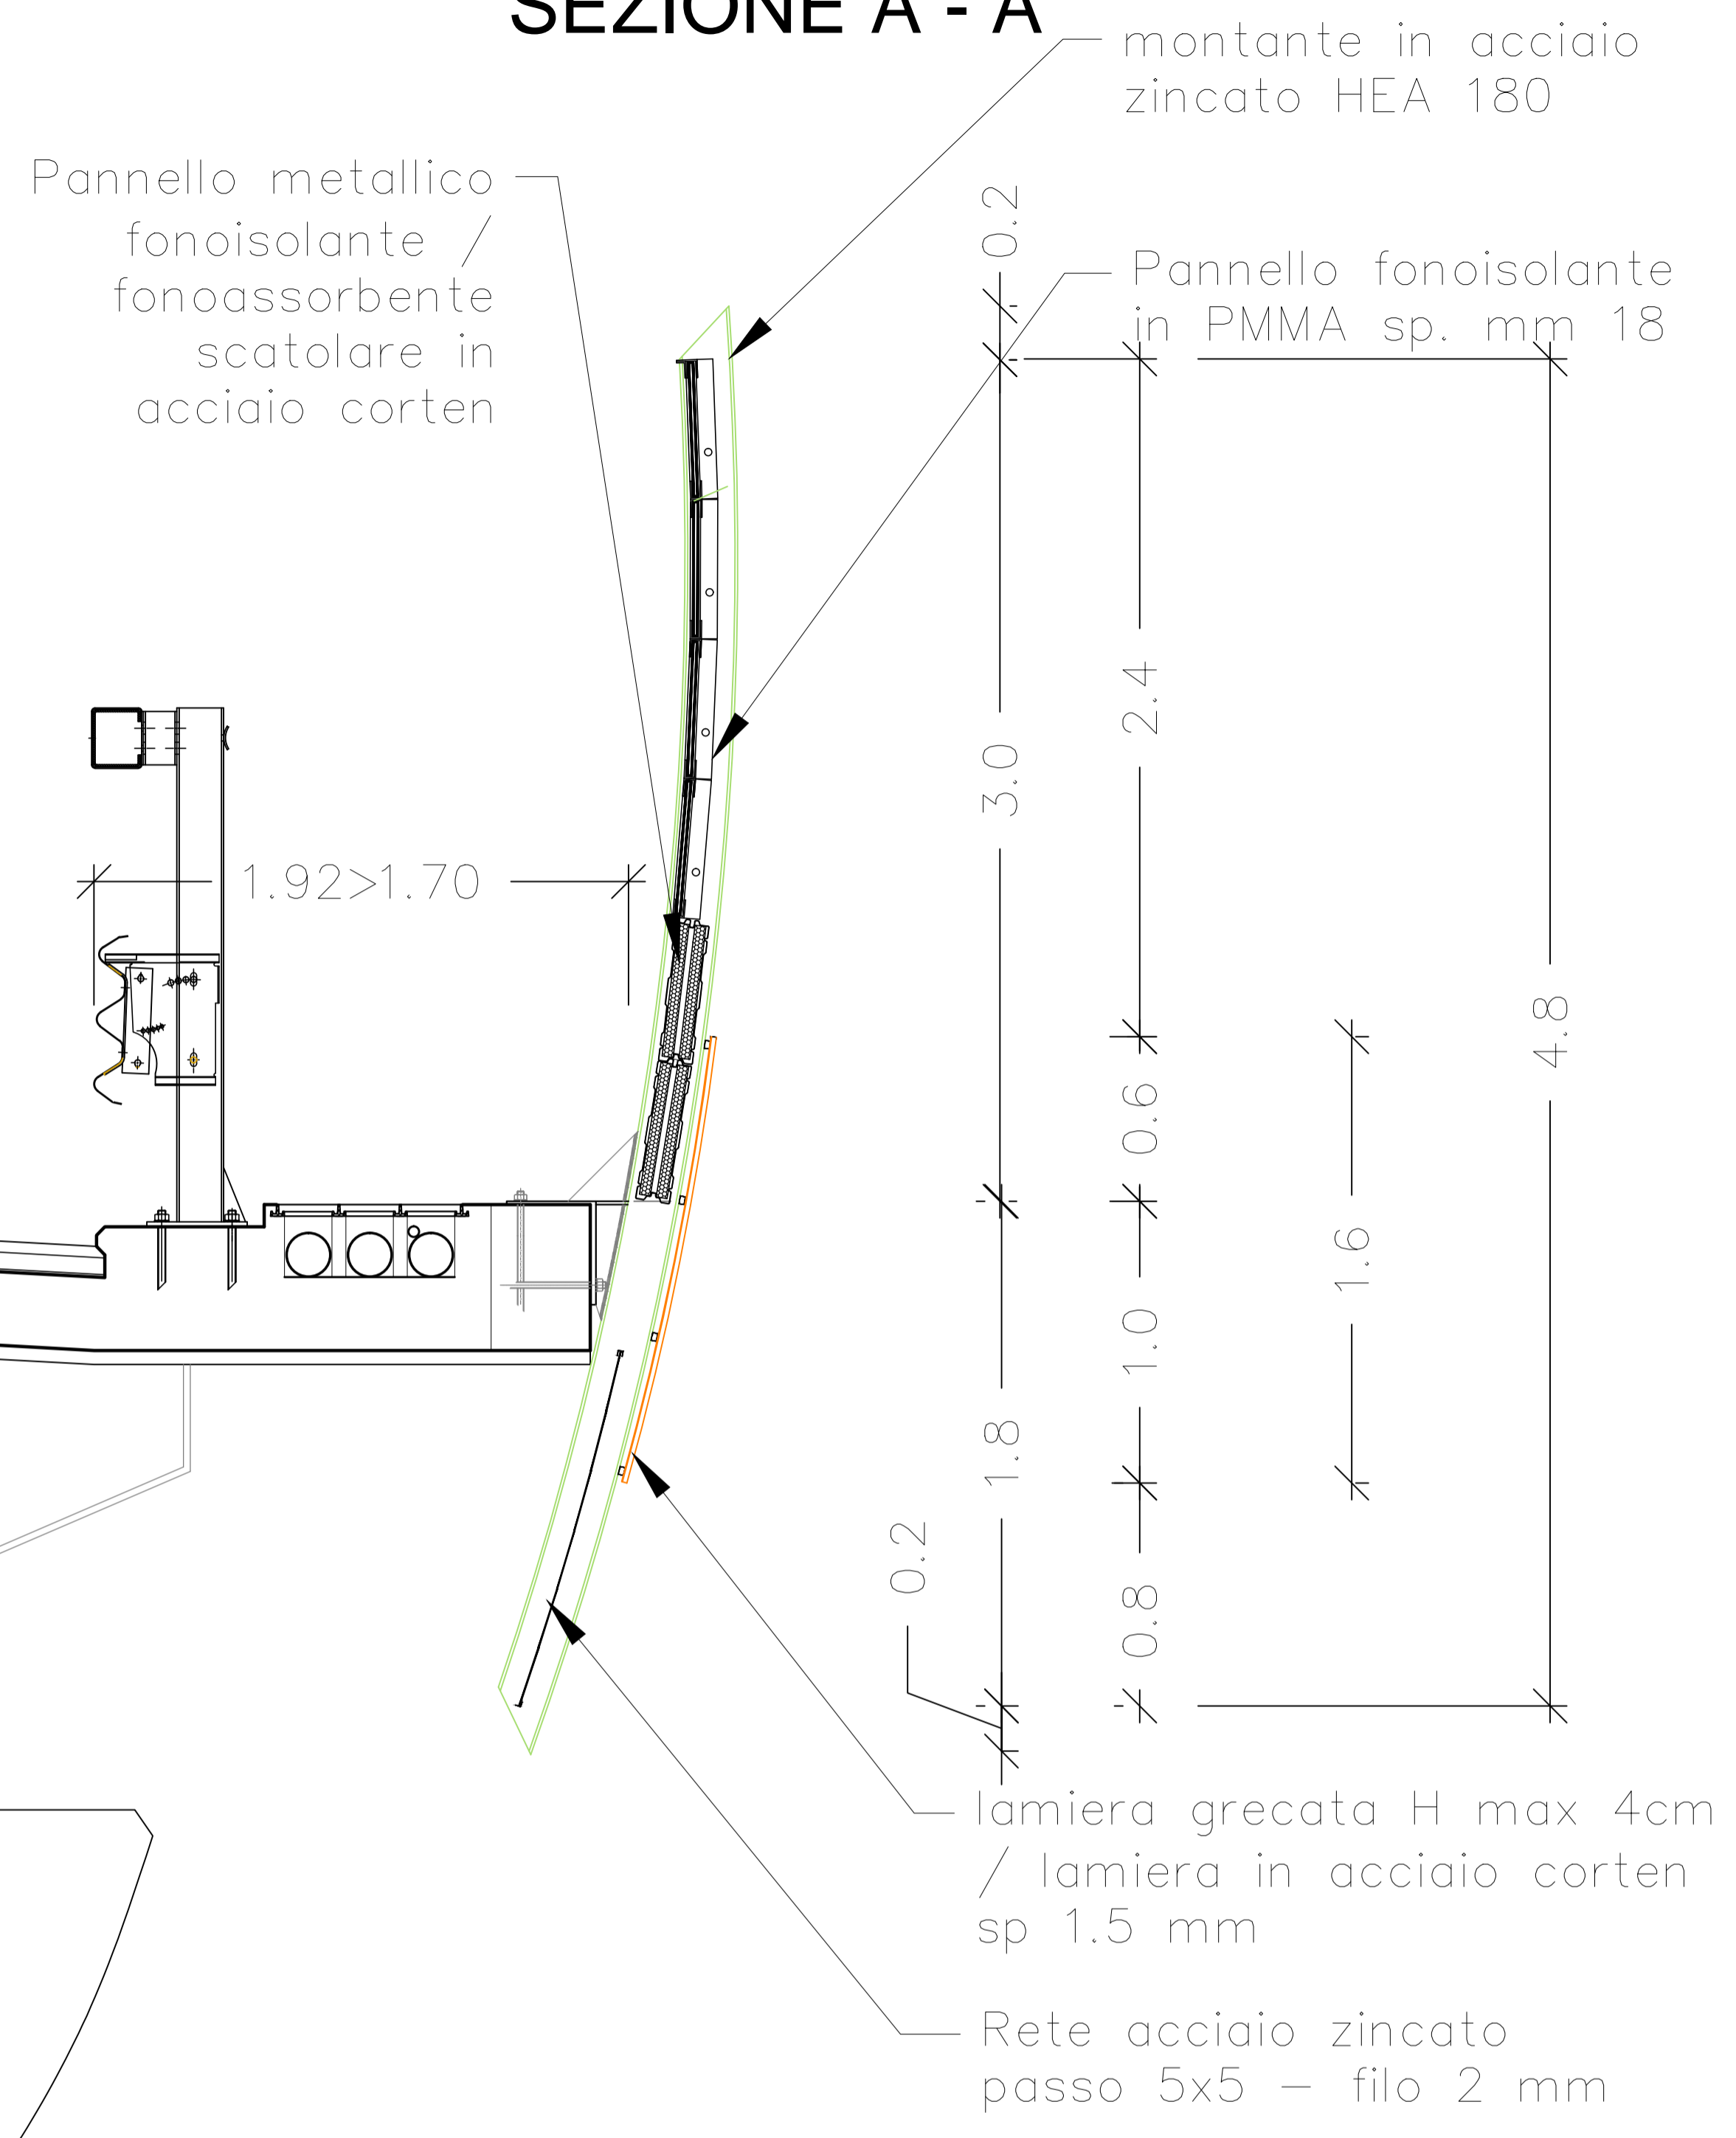 SEZIONE A - A
montante in acciaio
zincato HEA 180
Pannello metallico
fonoisolante /
fonoassorbente
scatolare in
acciaio corten
Pannello fonoisolante
in PMMA sp. mm 18
0.2
3.0
2.4
1.92>1.70
4.8
0.6
1.6
1.0
1.8
0.2
0.8
lamiera grecata H max 4cm
/ lamiera in acciaio corten
sp 1.5 mm
Rete acciaio zincato
passo 5x5 – filo 2 mm